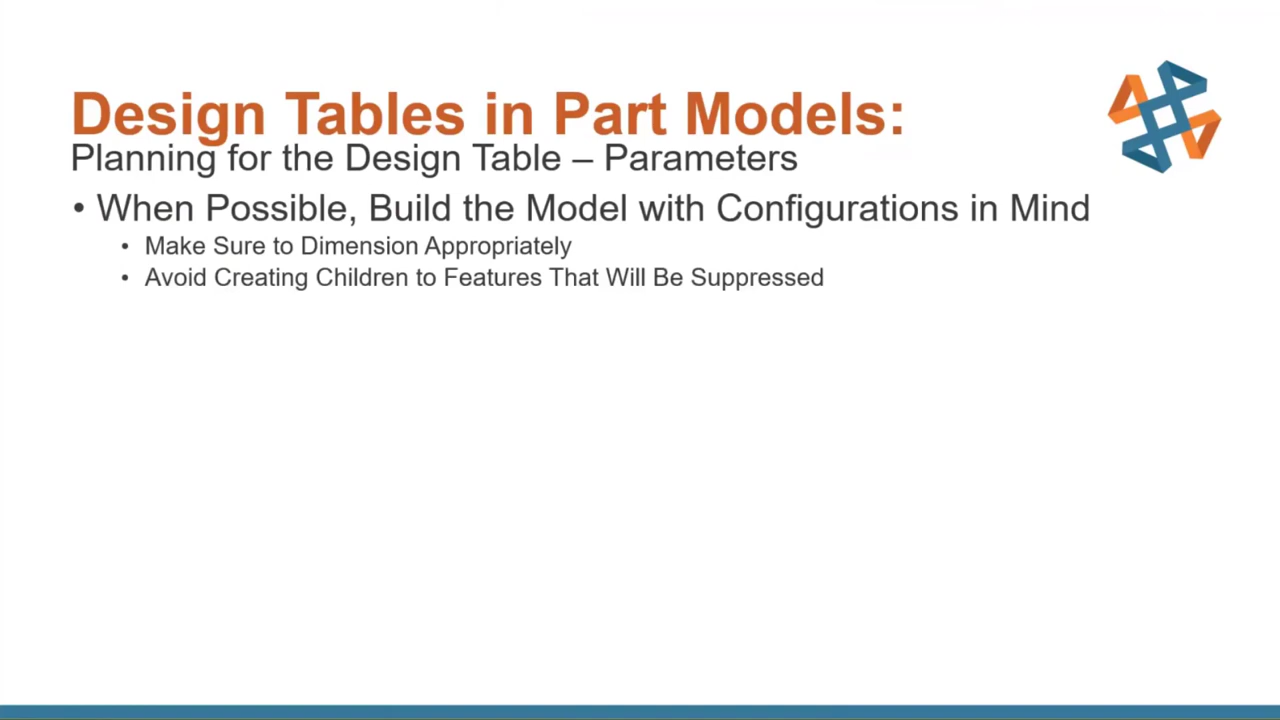 Design Tables in Part Models:
Planning for the Design Table – Parameters
• When Possible, Build the Model with Configurations in Mind
• Make Sure to Dimension Appropriately
• Avoid Creating Children to Features That Will Be Suppressed